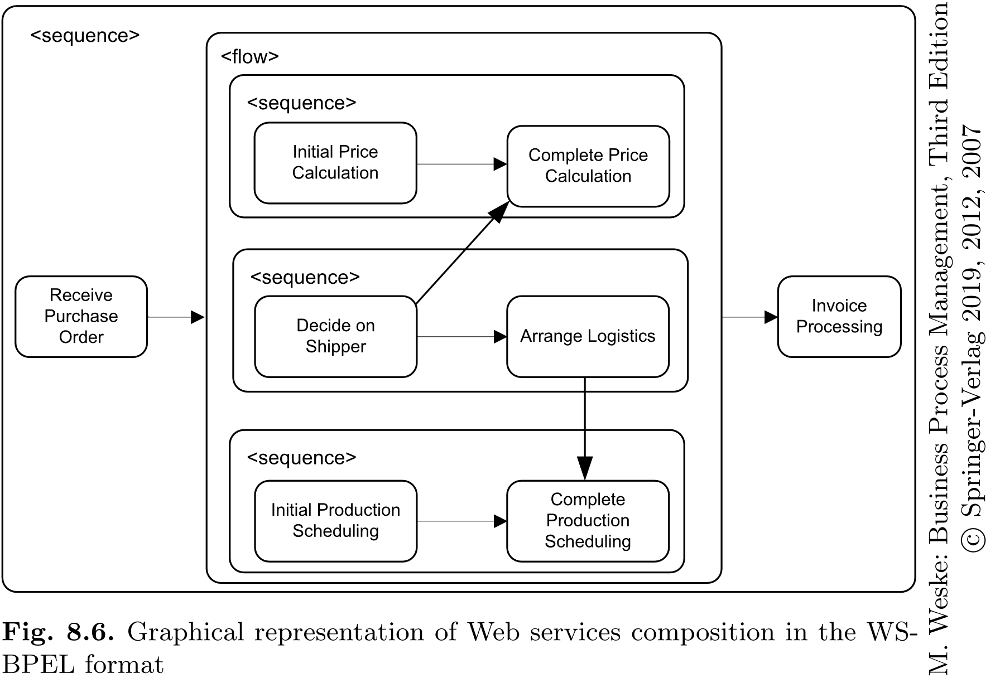 <sequence>
<flow>
<sequence>
Initial Price
Calculation
Complete Price
Calculation
<sequence>
Receive
Purchase
Order
Decide on
Shipper
Arrange Logistics
Invoice
Processing
<sequence>
Initial Production
Scheduling
Complete
Production
Scheduling
Fig. 8.6. Graphical representation of Web services composition in the WS-
BPEL format
M. Weske: Business Process Management, Third Edition
© Springer-Verlag 2019, 2012, 2007